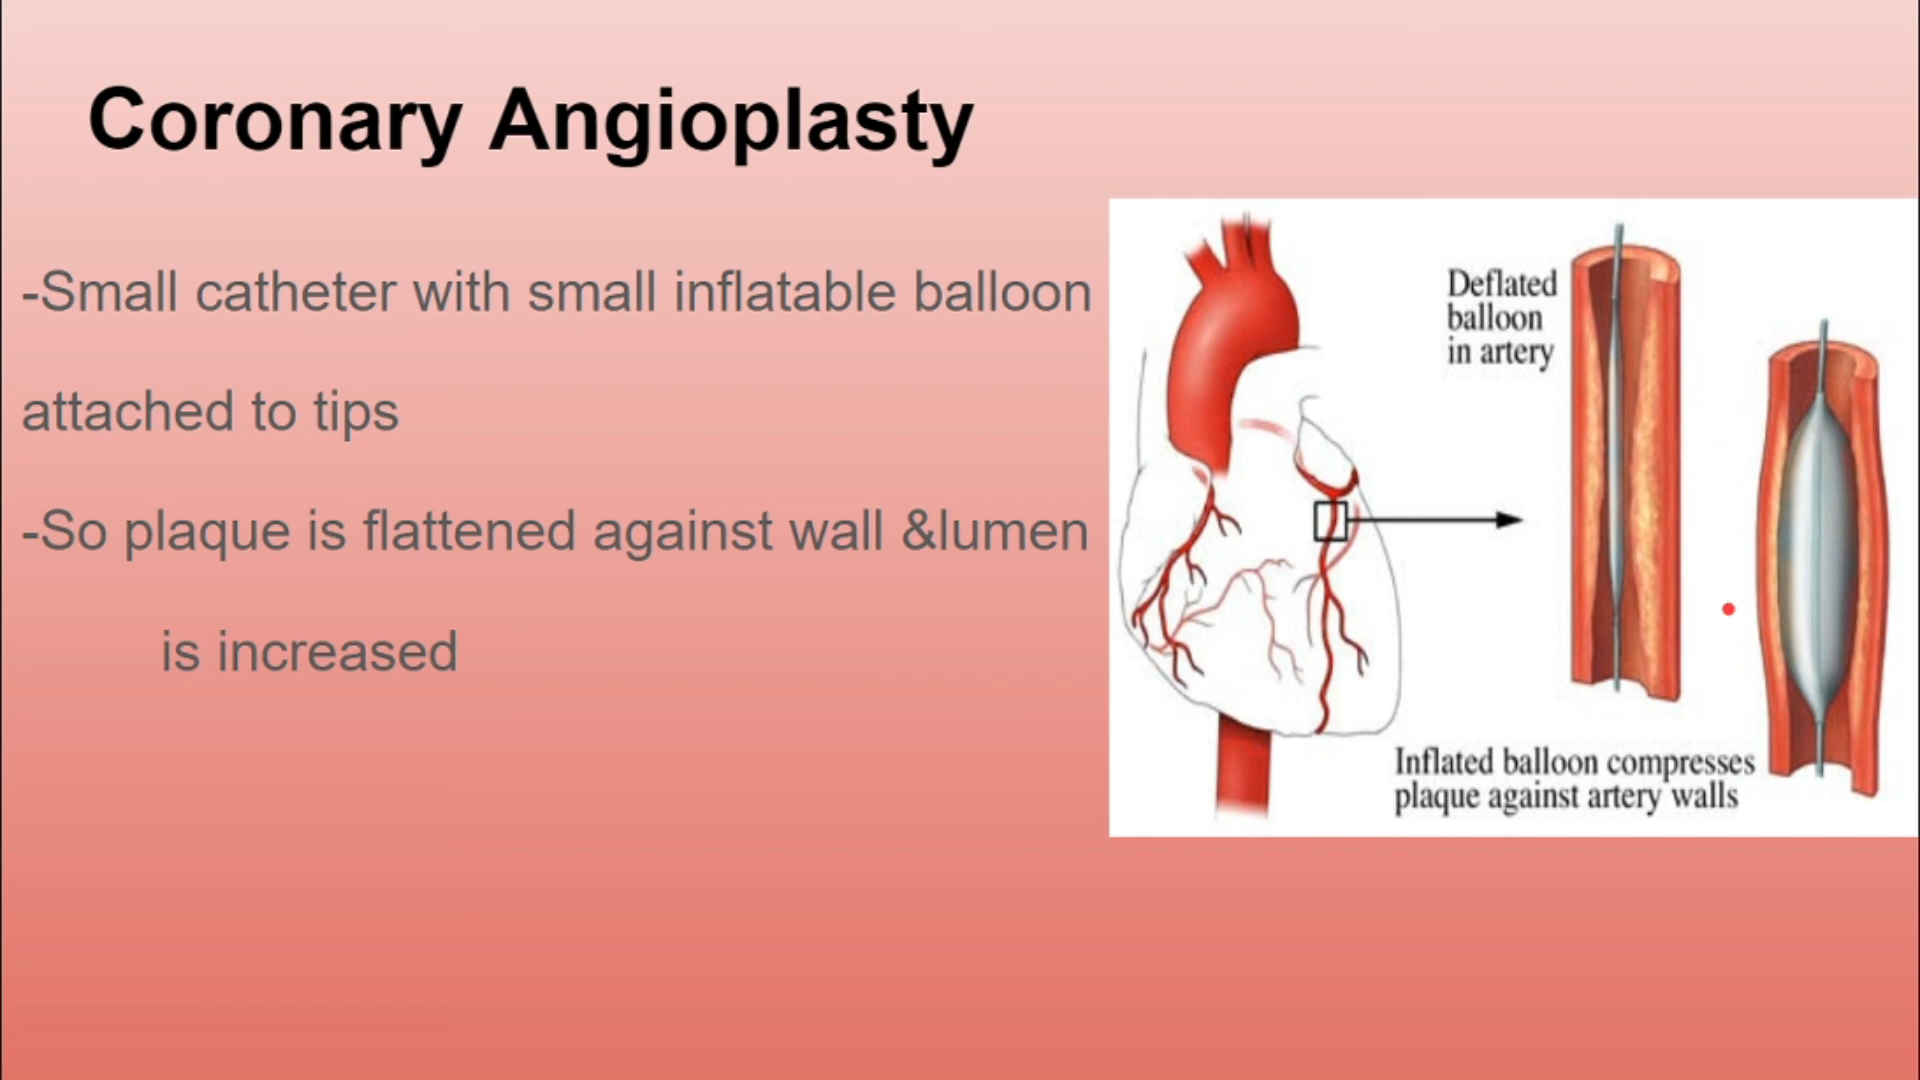 Coronary Angioplasty
-Small catheter with small inflatable balloon
attached to tips
-So plaque is flattened against wall &lumen
is increased
Deflated
balloon
in artery
Inflated balloon compresses
plaque against artery walls